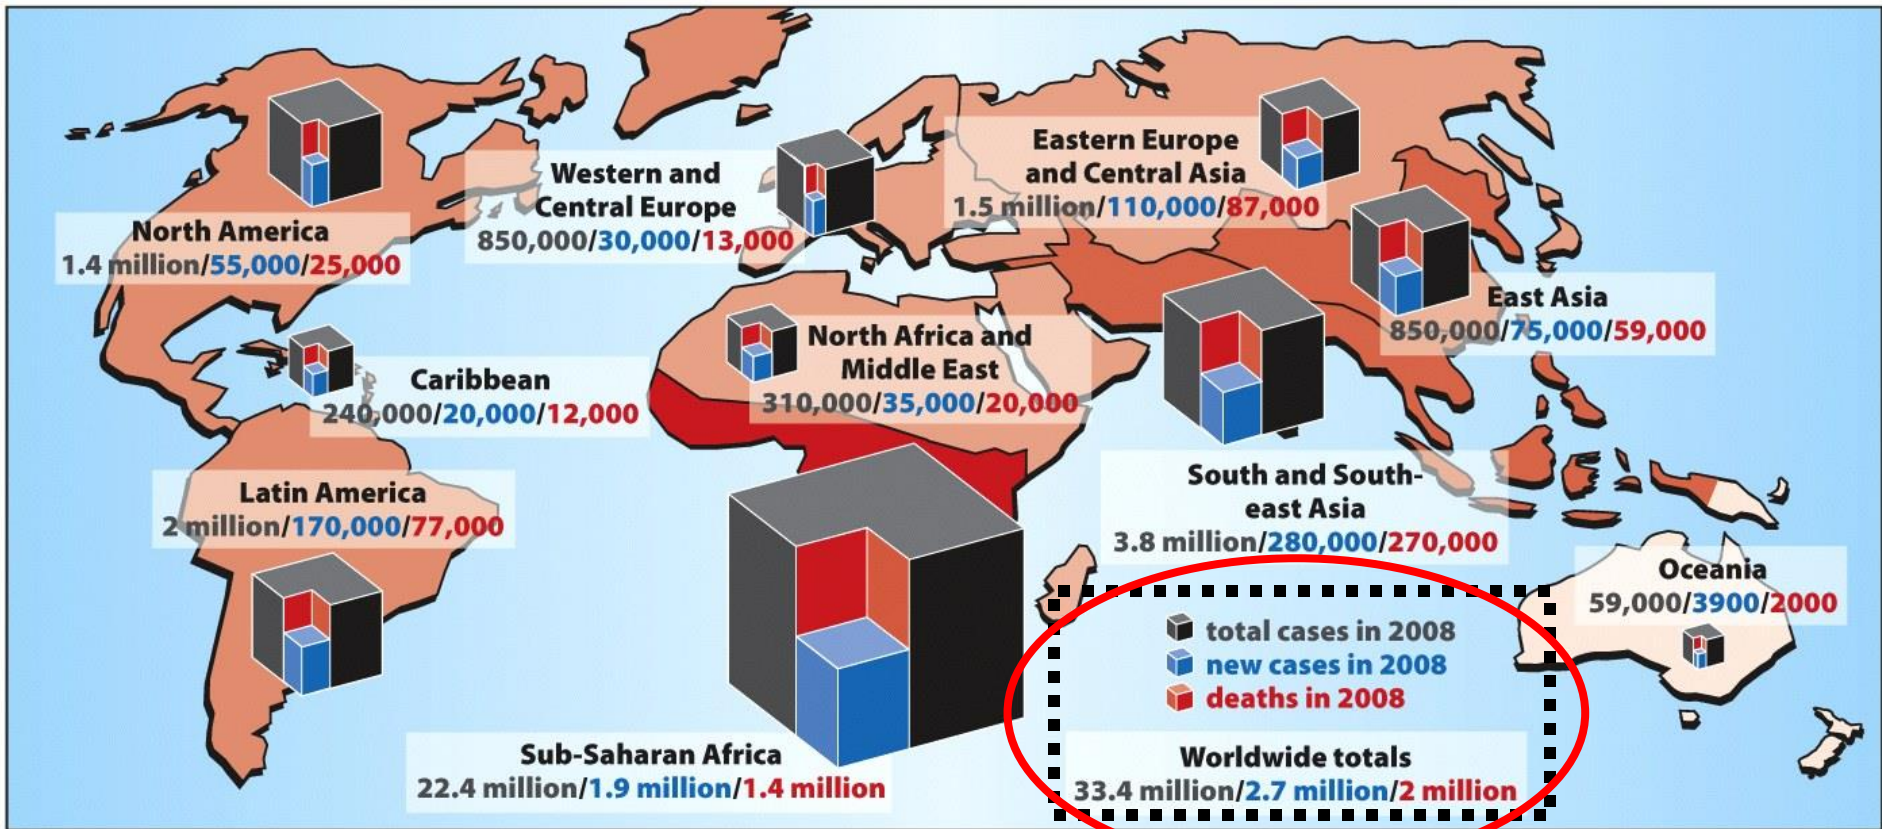 North America
1.4 million/55,000/25,000
Western and
Central Europe
850,000/30,000/13,000
Eastern Europe
and Central Asia
1.5 million/110,000/87,000
East Asia
850,000/75,000/59,000
Caribbean
240,000/20,000/12,000
North Africa and
Middle East
310,000/35,000/20,000
Latin America
2 million/170,000/77,000
South and South-
east Asia
3.8 million/280,000/270,000
Oceania
59,000/3900/2000
Sub-Saharan Africa
22.4 million/1.9 million/1.4 million
total cases in 2008
new cases in 2008
deaths in 2008
Worldwide totals
33.4 million/2.7 million/2 million